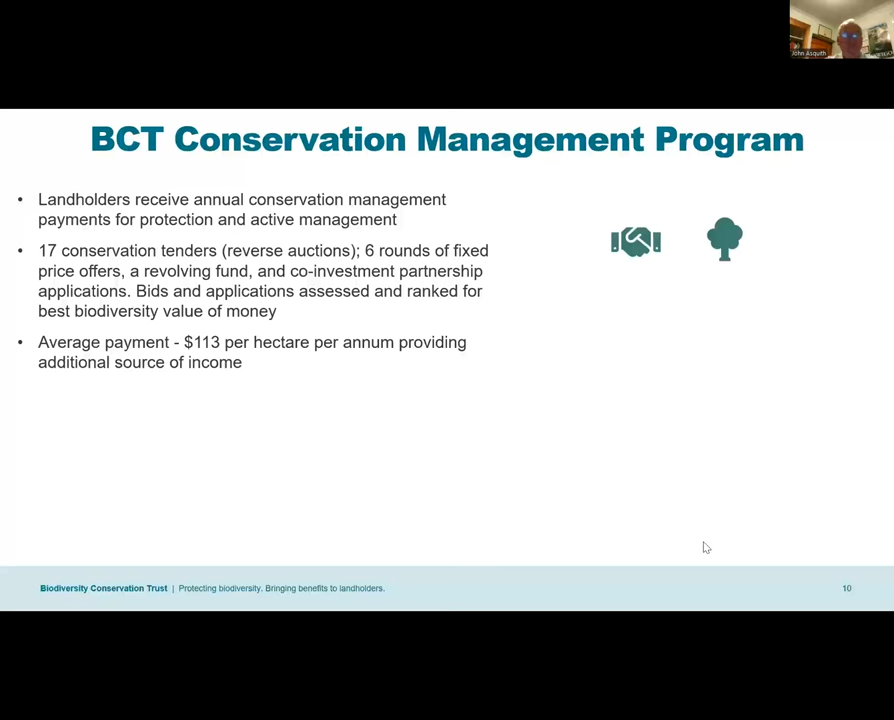 John Asquith
BCT Conservation Management Program
• Landholders receive annual conservation management
payments for protection and active management
• 17 conservation tenders (reverse auctions); 6 rounds of fixed
price offers, a revolving fund, and co-investment partnership
applications. Bids and applications assessed and ranked for
best biodiversity value of money
• Average payment - $113 per hectare per annum providing
additional source of income
Biodiversity Conservation Trust | Protecting biodiversity. Bringing benefits to landholders.
10